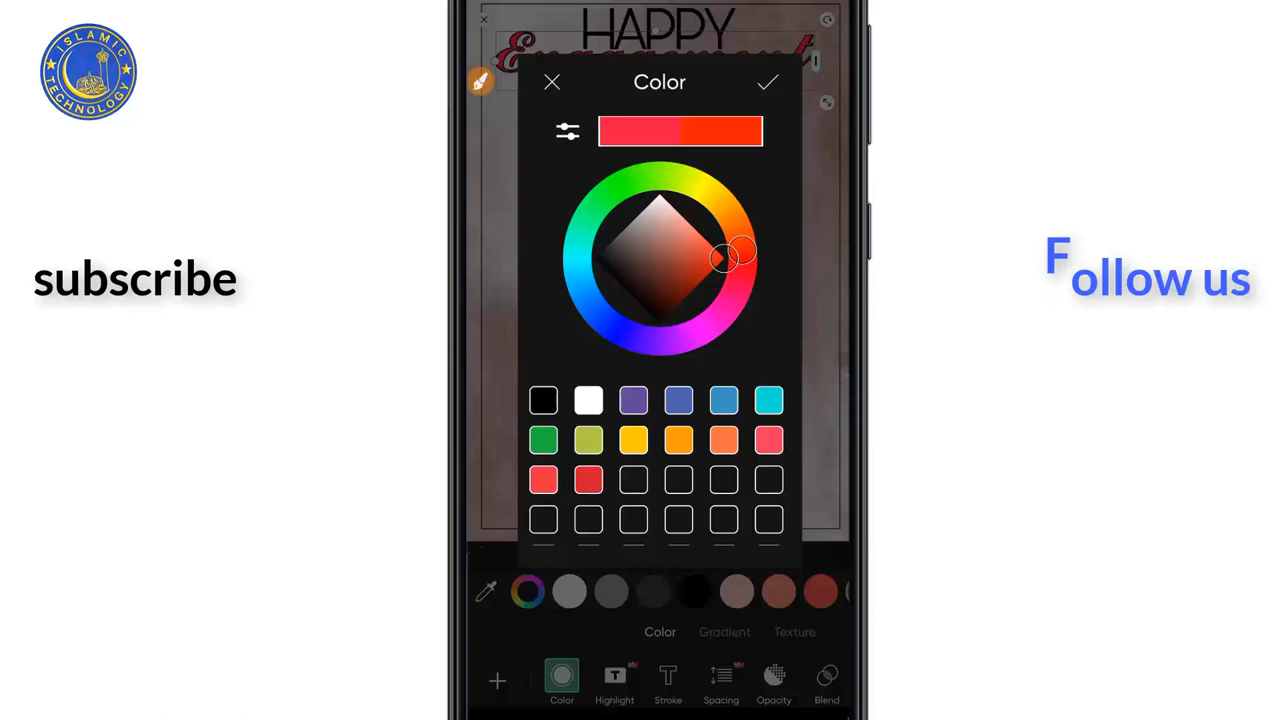 ISLAMIC
TECHNOLOGY
HAPPY
Engagement
Color
subscribe
Follow us
Color Gradient Texture
Color Highlight Stroke Spacing Opacity Blend